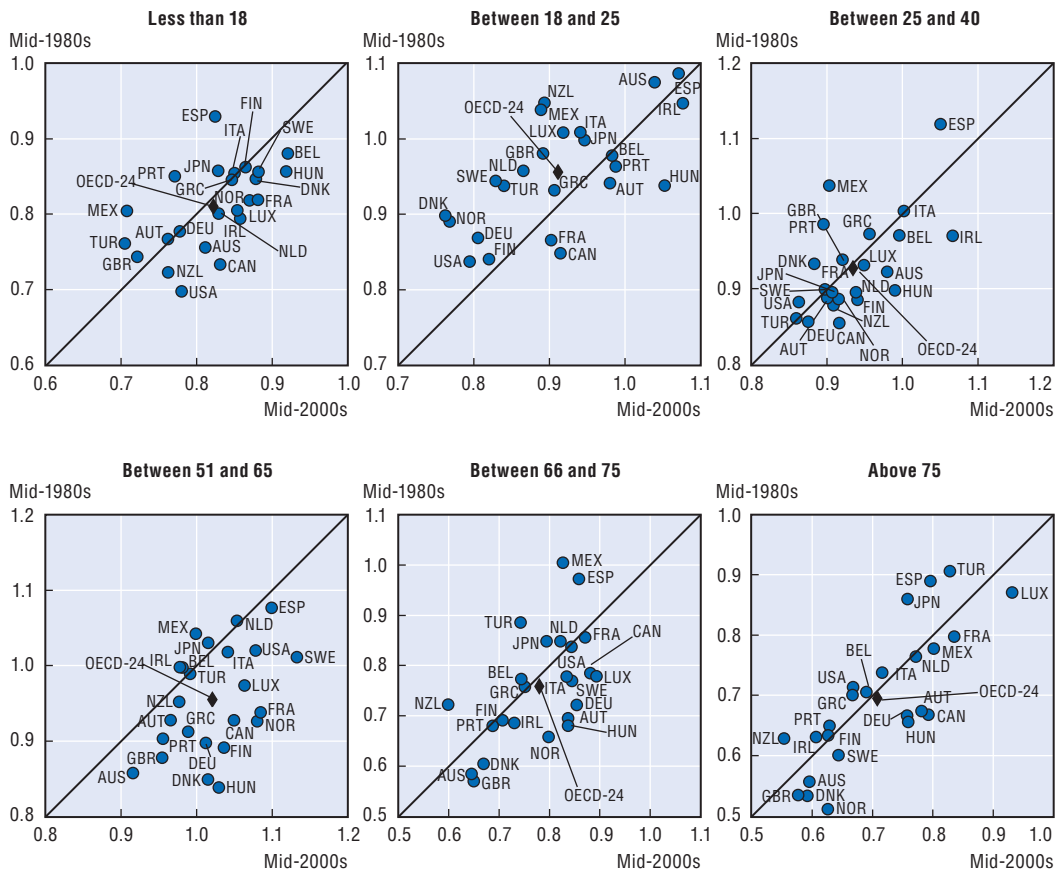 Less than 18
Mid-1980s
1.0
0.9
0.8
0.7
0.6
0.6 0.7 0.8 0.9 1.0
Mid-2000s
ESP
FIN
ITA
SWE
BEL
PRT
JPN
HUN
OECD-24
GRC
DNK
NOR
FRA
MEX
LUX
AUT
DEU
IRL
NLD
TUR
AUS
GBR
NZL
CAN
USA
Between 18 and 25
Mid-1980s
1.1
1.0
0.9
0.8
0.7
0.7 0.8 0.9 1.0 1.1
Mid-2000s
AUS
ESP
NZL
OECD-24
MEX
IRL
LUX
ITA
JPN
GBR
BEL
NLD
PRT
SWE
TUR
GRC
AUT
HUN
DNK
NOR
DEU
FRA
FIN
CAN
USA
Between 25 and 40
Mid-1980s
1.2
1.1
1.0
0.9
0.8
0.8 0.9 1.0 1.1 1.2
Mid-2000s
ESP
MEX
GBR
ITA
PRT
GRC
BEL
IRL
DNK
LUX
JPN
FRA
AUS
SWE
NLD
HUN
USA
FIN
TUR
NZL
AUT
DEU
CAN
NOR
OECD-24
Between 51 and 65
Mid-1980s
1.2
1.1
1.0
0.9
0.8
0.8 0.9 1.0 1.1 1.2
Mid-2000s
ESP
NLD
MEX
JPN
USA
OECD-24
IRL
BEL
ITA
SWE
TUR
LUX
NZL
AUT
GRC
FRA
CAN
NOR
PRT
FIN
GBR
DEU
AUS
DNK
HUN
Between 66 and 75
Mid-1980s
1.1
1.0
0.9
0.8
0.7
0.6
0.5
0.5 0.6 0.7 0.8 0.9 1.0 1.1
Mid-2000s
MEX
ESP
TUR
NLD
FRA
CAN
JPN
USA
BEL
LUX
GRC
ITA
SWE
NZL
DEU
FIN
AUT
PRT
IRL
HUN
NOR
DNK
AUS
GBR
OECD-24
Above 75
Mid-1980s
1.0
0.9
0.8
0.7
0.6
0.5
0.5 0.6 0.7 0.8 0.9 1.0
Mid-2000s
TUR
ESP
JPN
LUX
FRA
BEL
MEX
NLD
USA
ITA
GRC
AUT
OECD-24
PRT
DEU
CAN
NZL
HUN
IRL
FIN
SWE
AUS
GBR
DNK
NOR